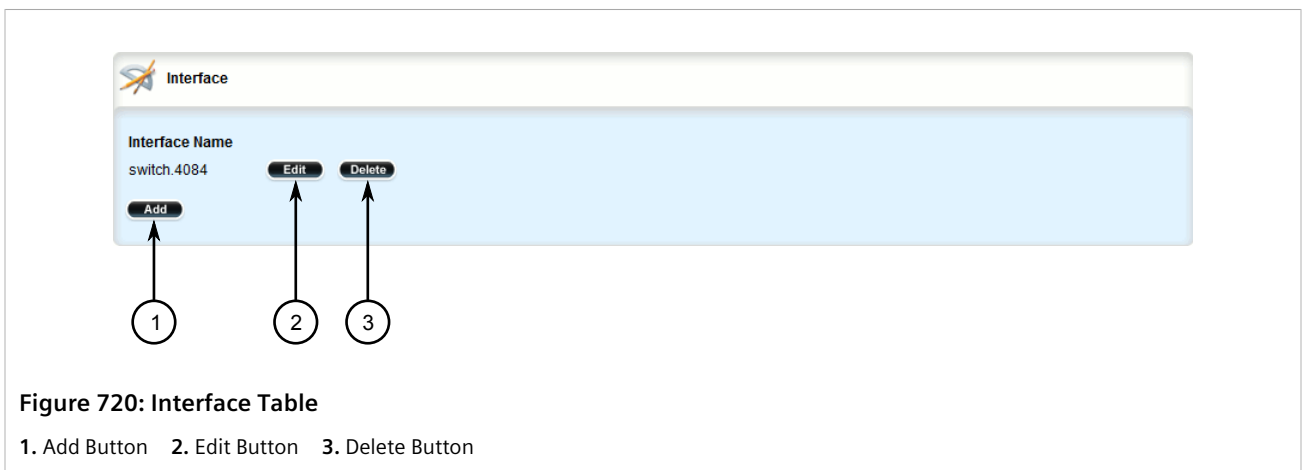 Interface
Interface Name
switch.4084 Edit Delete
Add
1 2 3
Figure 720: Interface Table
1. Add Button 2. Edit Button 3. Delete Button